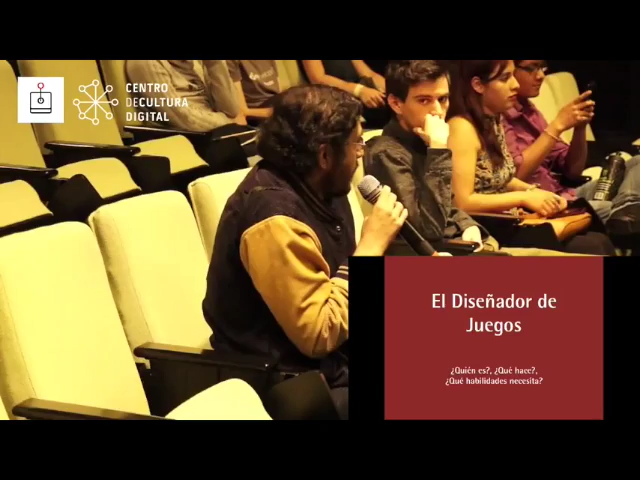 CENTRO
DECULTURA
DIGITAL
El Diseñador de
Juegos
¿Quién es?, ¿Qué hace?,
¿Qué habilidades necesita?